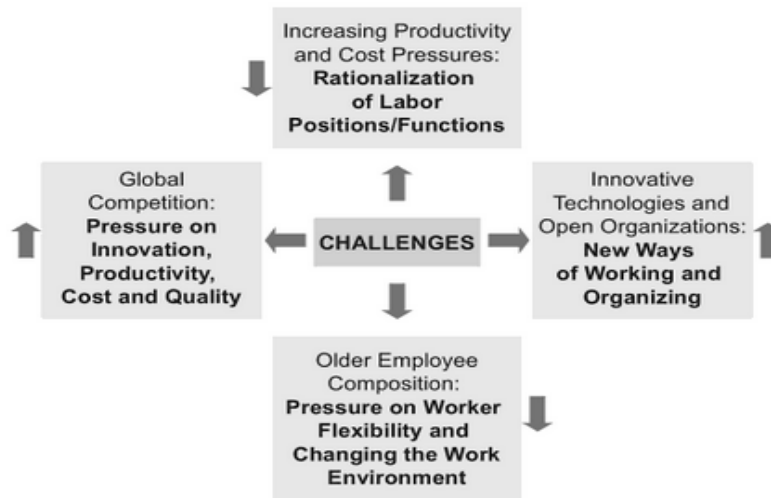 Increasing Productivity
and Cost Pressures:
Rationalization
of Labor
Positions/Functions
Global
Competition:
Pressure on
Innovation,
Productivity,
Cost and Quality
CHALLENGES
Innovative
Technologies and
Open Organizations:
New Ways
of Working and
Organizing
Older Employee
Composition:
Pressure on Worker
Flexibility and
Changing the Work
Environment